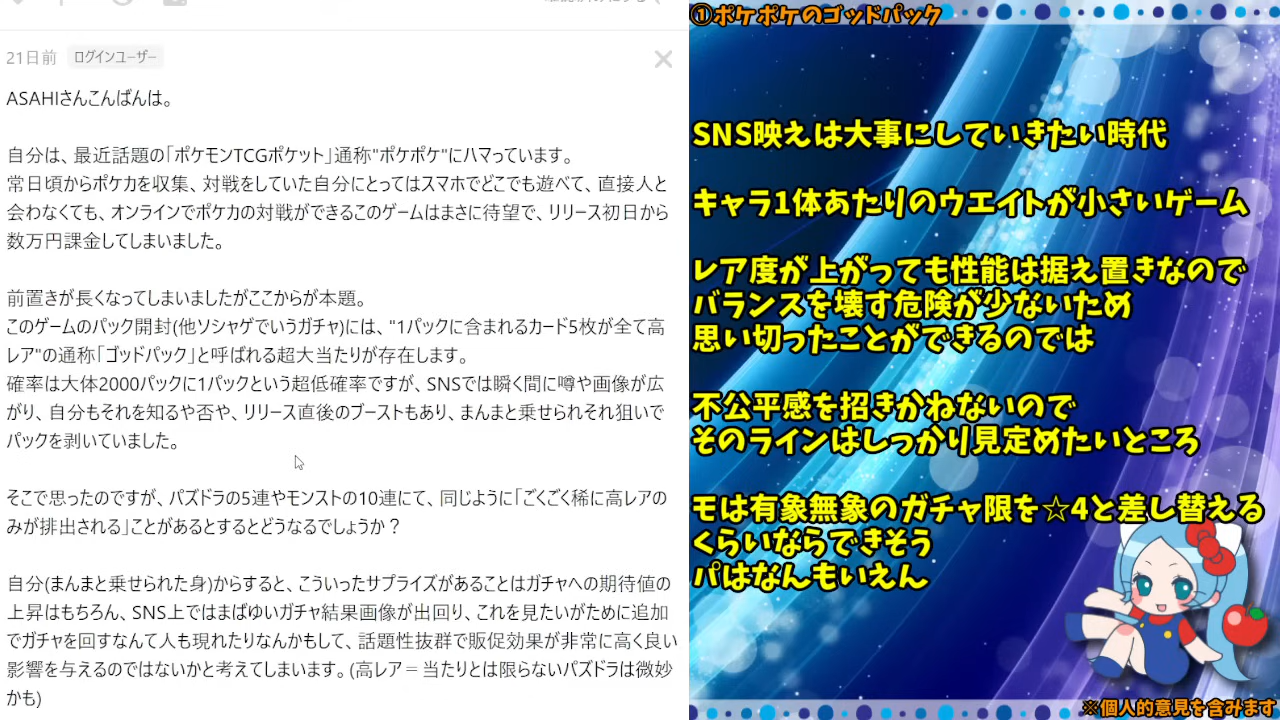 21日前 ログインユーザー
ASAHIさんこんばんは。
自分は、最近話題の「ポケモンTCGポケット」通称"ポケポケ"にハマっています。
常日頃からポケカを収集、対戦をしていた自分にとってはスマホでどこでも遊べて、直接人と
会わなくても、オンラインでポケカの対戦ができるこのゲームはまさに待望で、リリース初日から
数万円課金してしまいました。
前置きが長くなってしまいましたがここからが本題。
このゲームのパック開封(他ソシャゲでいうガチャ)には、"1パックに含まれるカード5枚が全て高
レア"の通称「ゴッドパック」と呼ばれる超大当たりが存在します。
確率は大体2000パックに1パックという超低確率ですが、SNSでは瞬く間に噂や画像が広
がり、自分もそれを知るや否や、リリース直後のブーストもあり、まんまと乗せられそれ狙いで
パックを剥いていました。
そこで思ったのですが、パズドラの5連やモンストの10連にて、同じように「ごくごく稀に高レアの
みが排出される」ことがあるとするとどうなるでしょうか？
自分(まんまと乗せられた身)からすると、こういったサプライズがあることはガチャへの期待値の
上昇はもちろん、SNS上ではまばゆいガチャ結果画像が出回り、これを見たいがために追加
でガチャを回すなんて人も現れたりなんかもして、話題性抜群で販促効果が非常に高く良い
影響を与えるのではないかと考えてしまいます。(高レア＝当たりとは限らないパズドラは微妙
かも)
①ポケポケのゴッドパック
SNS映えは大事にしていきたい時代
キャラ1体あたりのウエイトが小さいゲーム
レア度が上がっても性能は据え置きなので
バランスを壊す危険が少ないため
思い切ったことができるのでは
不公平感を招きかねないので
そのラインはしっかり見定めたいところ
モは有象無象のガチャ限を☆4と差し替える
くらいならできそう
パはなんもいえん
※個人的意見を含みます